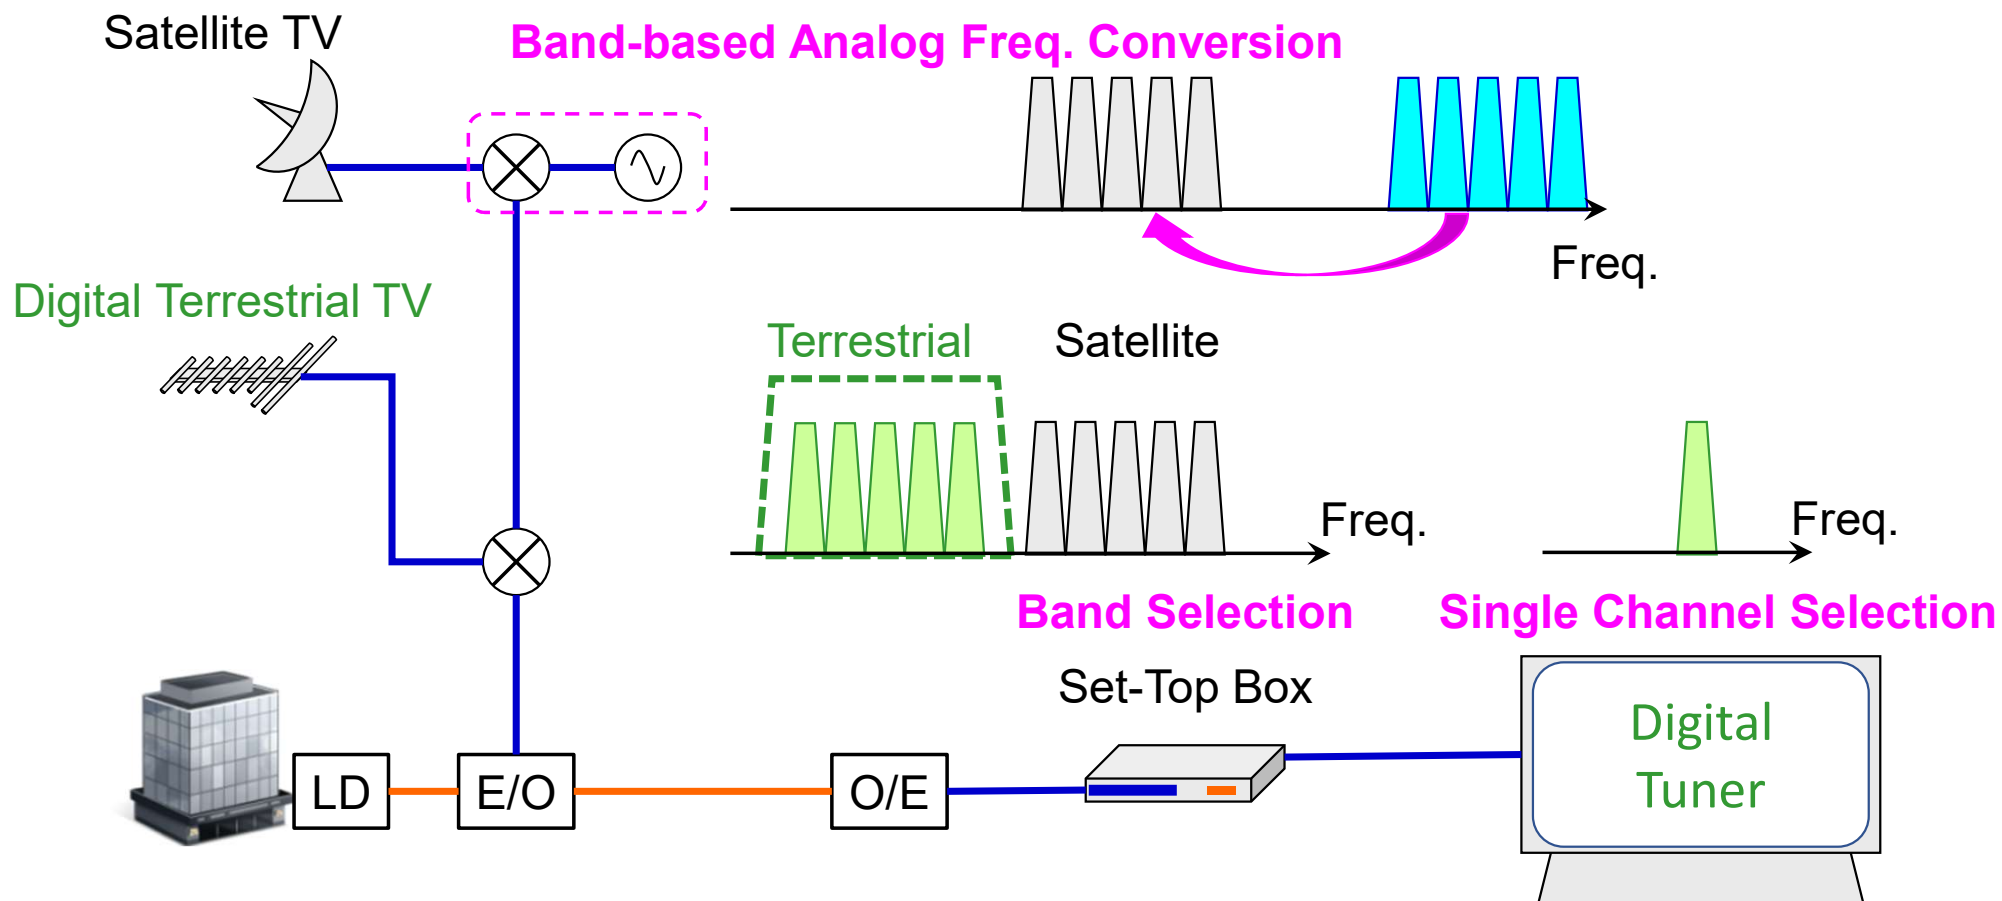 Satellite TV
Band-based Analog Freq. Conversion
Freq.
Digital Terrestrial TV
Terrestrial
Satellite
Freq.
Freq.
Band Selection
Single Channel Selection
Set-Top Box
Digital
Tuner
LD
E/O
O/E